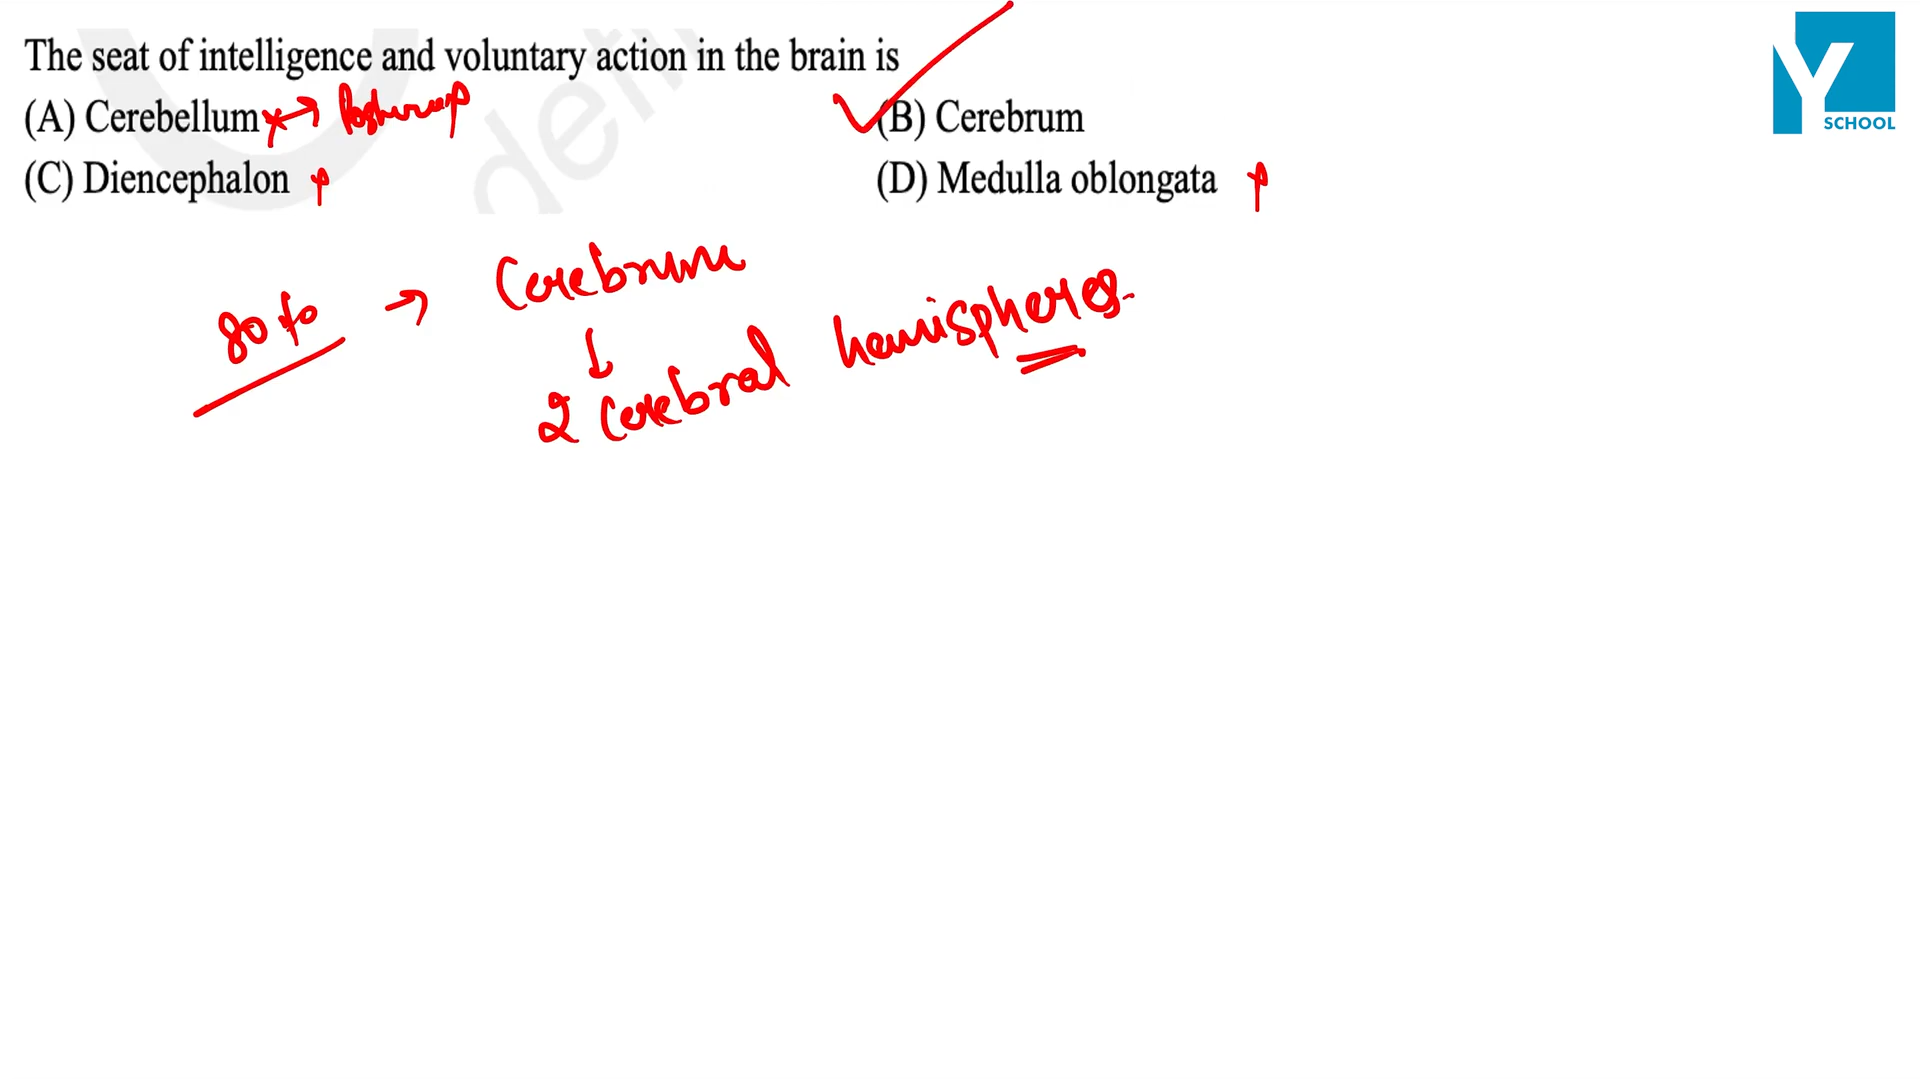 The seat of intelligence and voluntary action in the brain is
(A) Cerebellum (B) Cerebrum
(C) Diencephalon (D) Medulla oblongata
80% → Cerebrum
↓
2 Cerebral hemispheres.
Y
SCHOOL